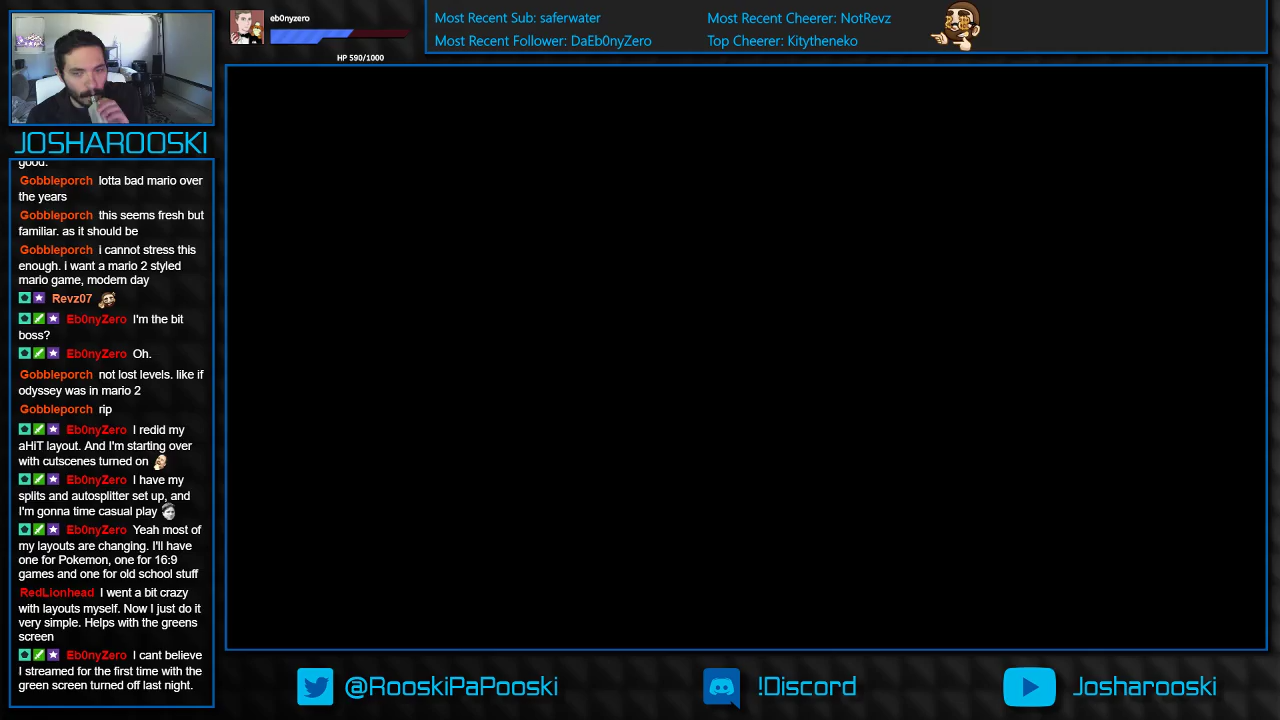 eb0nyzero
HP 590/1000
Most Recent Sub: saferwater
Most Recent Follower: DaEb0nyZero
Most Recent Cheerer: NotRevz
Top Cheerer: Kitytheneko
JOSHAROOSKI
good.
Gobbleporch lotta bad mario over
the years
Gobbleporch this seems fresh but
familiar. as it should be
Gobbleporch i cannot stress this
enough. i want a mario 2 styled
mario game, modern day
Revz07
Eb0nyZero I'm the bit
boss?
Eb0nyZero Oh.
Gobbleporch not lost levels. like if
odyssey was in mario 2
Gobbleporch rip
Eb0nyZero I redid my
aHiT layout. And I'm starting over
with cutscenes turned on
Eb0nyZero I have my
splits and autosplitter set up, and
I'm gonna time casual play
Eb0nyZero Yeah most of
my layouts are changing. I'll have
one for Pokemon, one for 16:9
games and one for old school stuff
RedLionhead I went a bit crazy
with layouts myself. Now I just do it
very simple. Helps with the greens
screen
Eb0nyZero I cant believe
I streamed for the first time with the
green screen turned off last night.
@RooskiPaPooski
!Discord
Josharooski